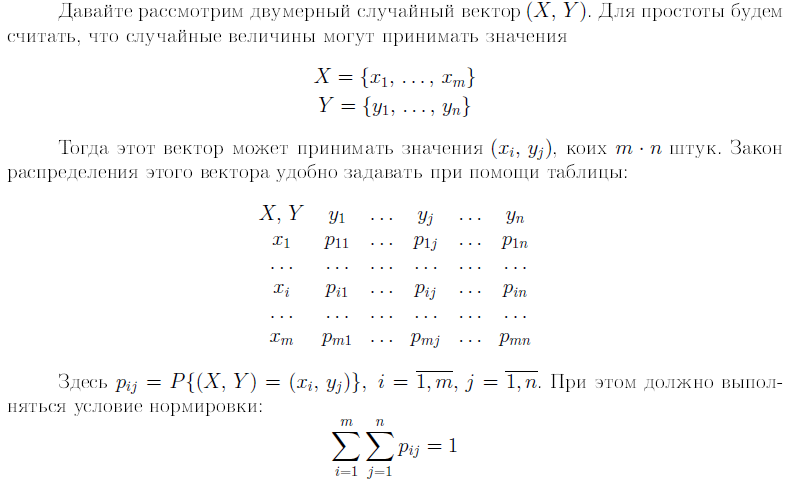 Давайте рассмотрим двумерный случайный вектор (X, Y). Для простоты будем
считать, что случайные величины могут принимать значения
X = {x₁, …, xₘ}
Y = {y₁, …, yₙ}
Тогда этот вектор может принимать значения (xᵢ, yⱼ), коих m · n штук. Закон
распределения этого вектора удобно задавать при помощи таблицы:
X, Y y₁ … yⱼ … yₙ
x₁ p₁₁ … p₁ⱼ … p₁ₙ
… … … … … …
xᵢ pᵢ₁ … pᵢⱼ … pᵢₙ
… … … … … …
xₘ pₘ₁ … pₘⱼ … pₘₙ
Здесь pᵢⱼ = P{(X, Y) = (xᵢ, yⱼ)}, i = 1, m, j = 1, n. При этом должно выпол-
няться условие нормировки:
m n
∑ ∑ pᵢⱼ = 1
i=1 j=1